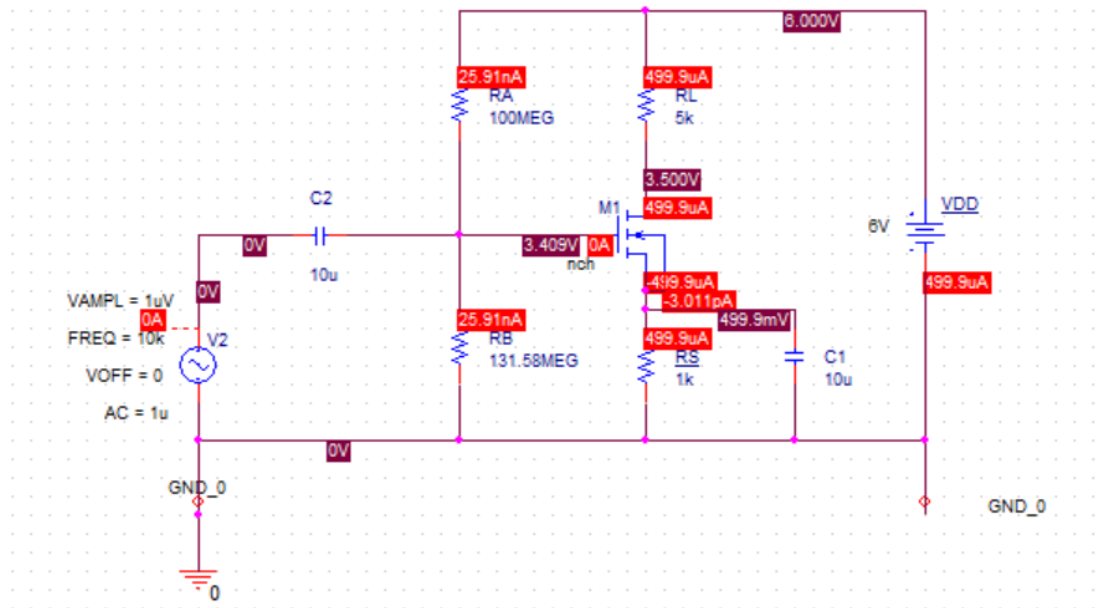 6.000V
25.91nA
RA
100MEG
499.9uA
RL
5k
3.500V
499.9uA
M1
C2
10u
0V
3.409V
0A
nch
6V
VDD
499.9uA
0V
VAMPL = 1uV
0A
FREQ = 10k
V2
VOFF = 0
AC = 1u
-499.9uA
-3.011pA
499.9mV
25.91nA
RB
131.58MEG
499.9uA
RS
1k
C1
10u
0V
GND_0
GND_0
0